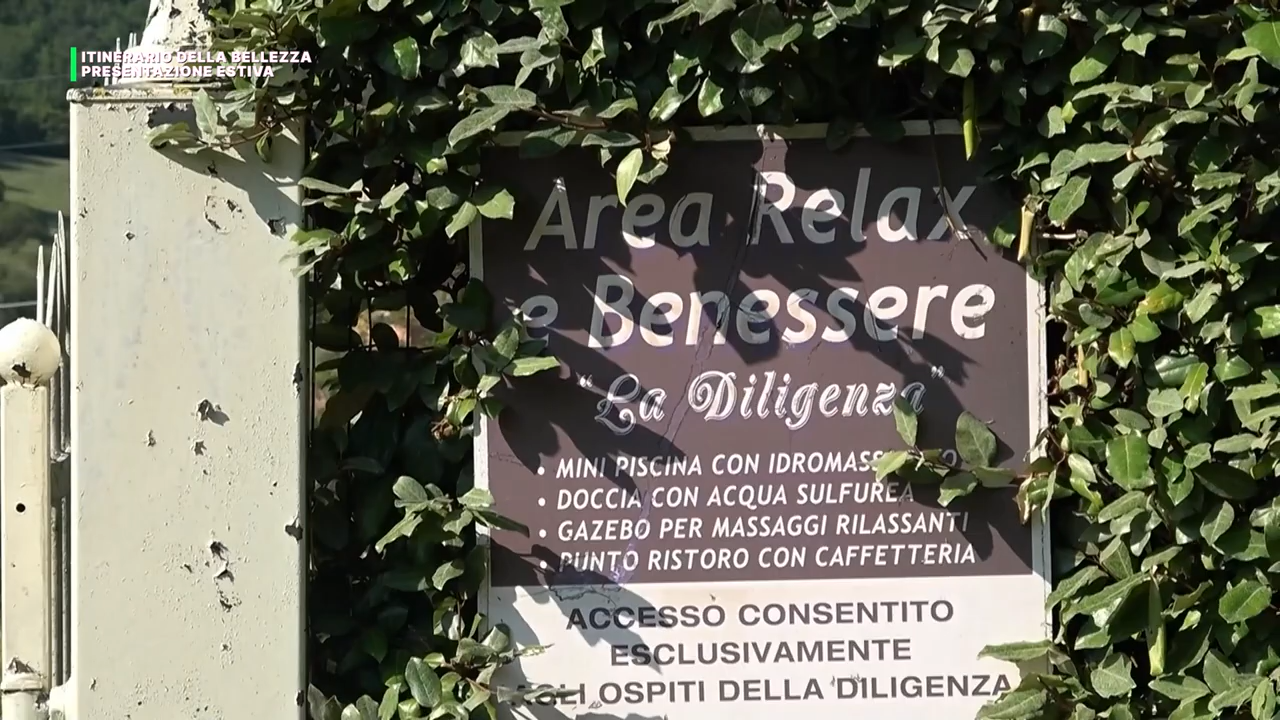 ITINERARIO DELLA BELLEZZA
PRESENTAZIONE ESTIVA
Area Relax
e Benessere
"La Diligenza"
• MINI PISCINA CON
• DOCCIA CON ACQUA SULFUREA
• GAZEBO PER MASSAGGI RILASSANTI
• PUNTO RISTORO CON CAFFETTERIA
ACCESSO CONSENTITO
ESCLUSIVAMENTE
AGLI OSPITI DELLA DILIGENZA